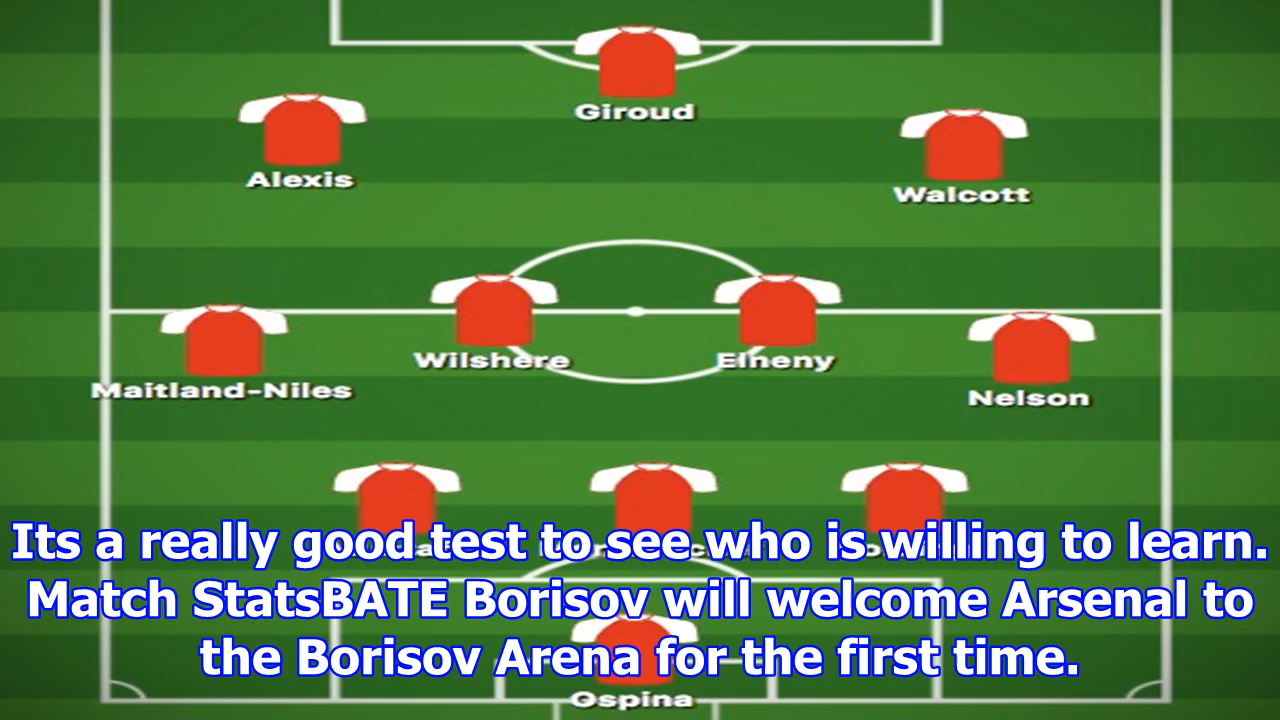 Giroud
Alexis
Walcott
Wilshere
Elneny
Maitland-Niles
Nelson
Its a really good test to see who is willing to learn.
Match StatsBATE Borisov will welcome Arsenal to
the Borisov Arena for the first time.
Ospina